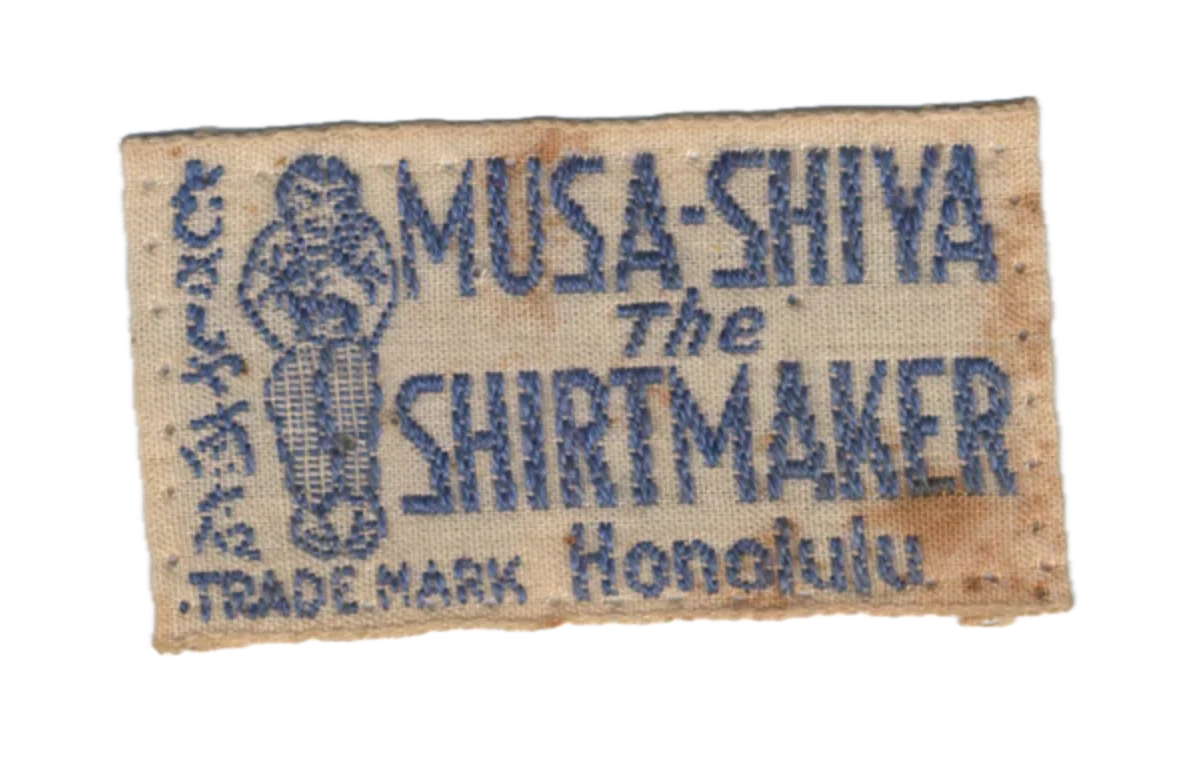 MUSA-SHIYA
The
SHIRTMAKER
Honolulu
TRADE MARK